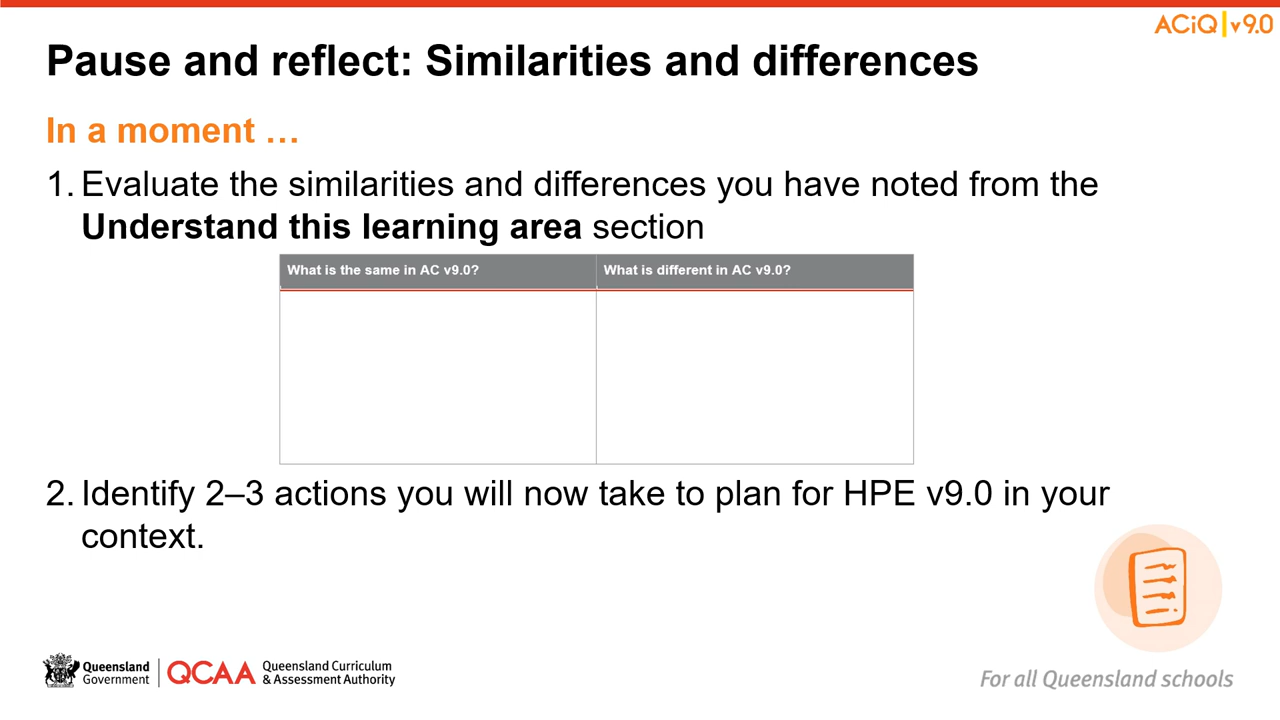 ACiQ v9.0
Pause and reflect: Similarities and differences
In a moment …
1. Evaluate the similarities and differences you have noted from the
Understand this learning area section
What is the same in AC v9.0? What is different in AC v9.0?
2. Identify 2–3 actions you will now take to plan for HPE v9.0 in your
context.
Queensland
Government
QCAA
Queensland Curriculum
& Assessment Authority
For all Queensland schools